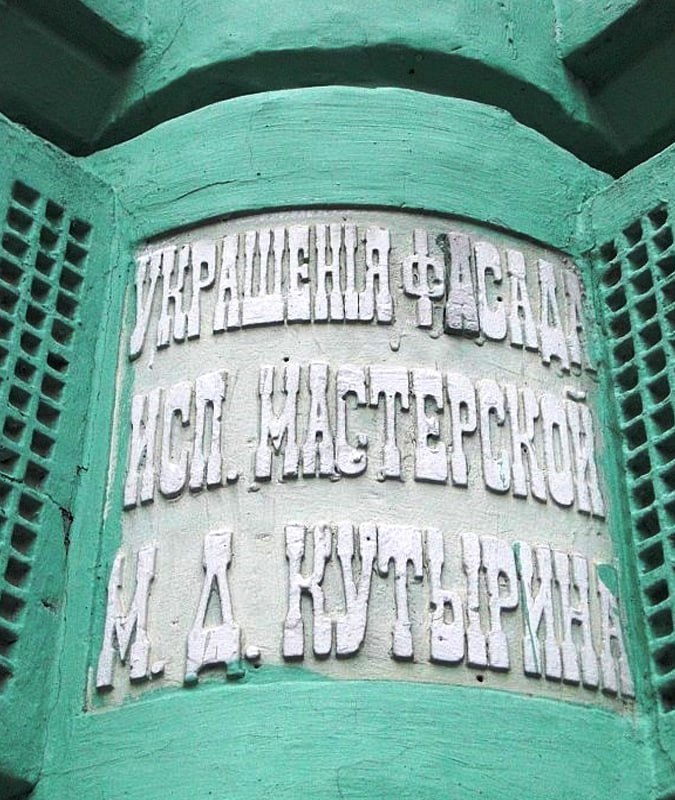 УКРАШЕНІЯ ФАСАДА
ИСП. МАСТЕРСКОЙ
М. Д. КУТЫРИНА